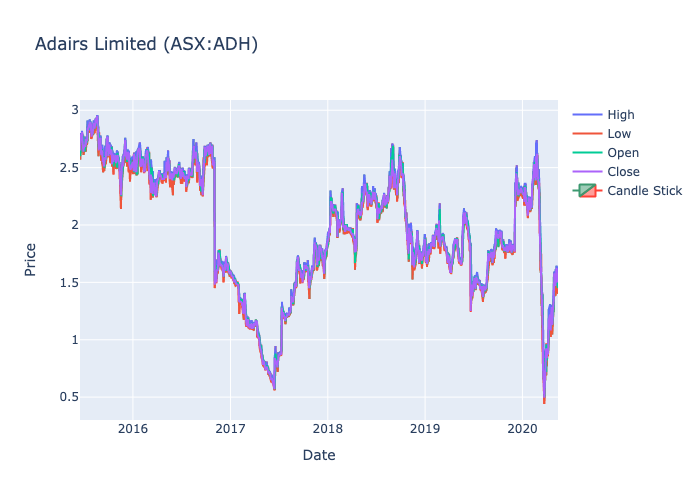 Adairs Limited (ASX:ADH)
3
2.5
2
1.5
1
0.5
Price
2016
2017
2018
2019
2020
Date
High
Low
Open
Close
Candle Stick